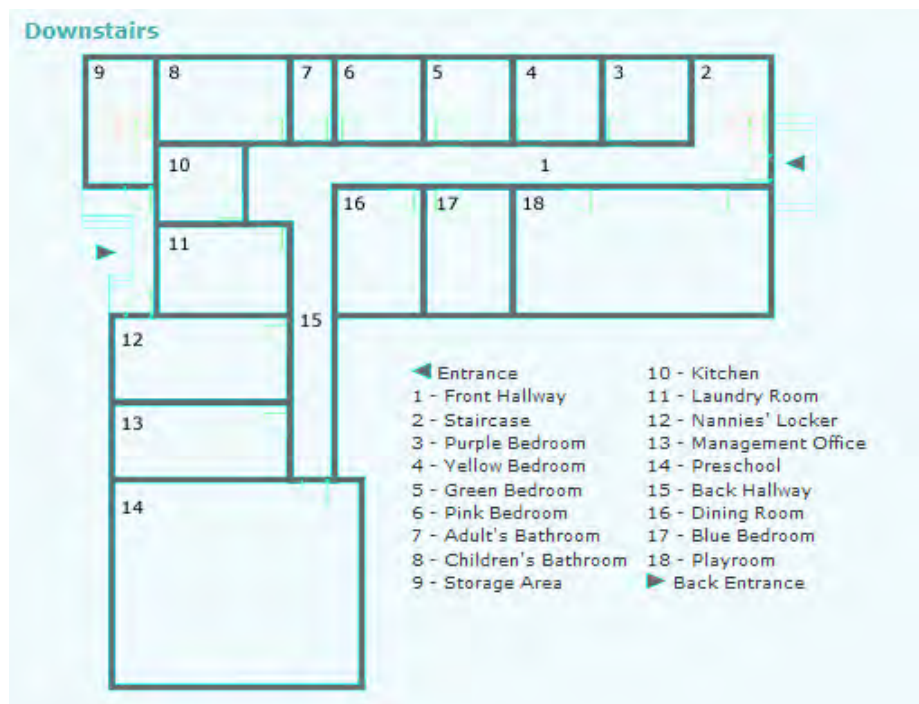 Downstairs
9 8 7 6 5 4 3 2
10 1
16 17 18
11
15
12
13
14
Entrance
1 - Front Hallway
2 - Staircase
3 - Purple Bedroom
4 - Yellow Bedroom
5 - Green Bedroom
6 - Pink Bedroom
7 - Adult's Bathroom
8 - Children's Bathroom
9 - Storage Area
10 - Kitchen
11 - Laundry Room
12 - Nannies' Locker
13 - Management Office
14 - Preschool
15 - Back Hallway
16 - Dining Room
17 - Blue Bedroom
18 - Playroom
Back Entrance